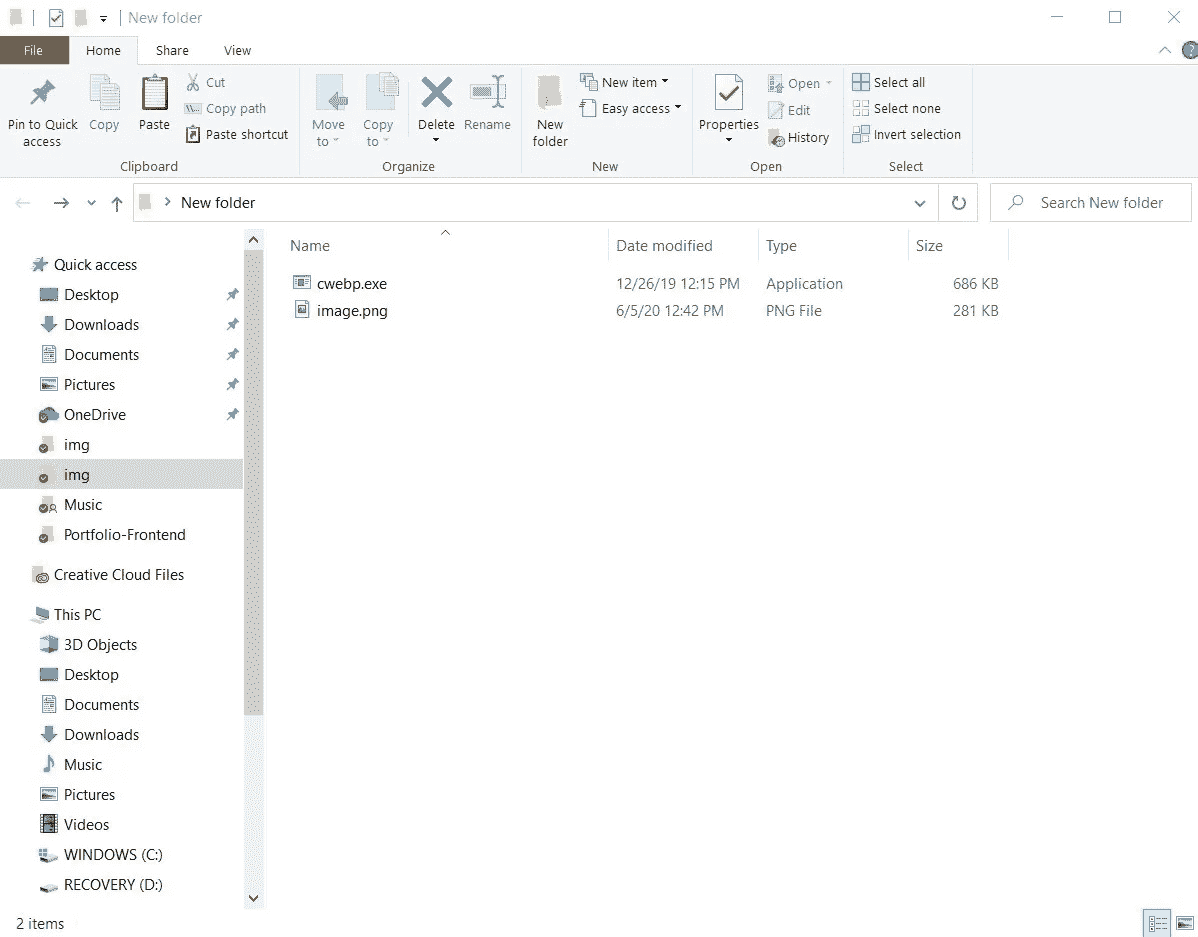 New folder
File Home Share View
Pin to Quick access
Copy
Paste
Cut
Copy path
Paste shortcut
Clipboard
Move to
Copy to
Delete
Rename
Organize
New folder
New item
Easy access
New
Properties
Open
Edit
History
Open
Select all
Select none
Invert selection
Select
New folder
Search New folder
Quick access
Desktop
Downloads
Documents
Pictures
OneDrive
img
img
Music
Portfolio-Frontend
Creative Cloud Files
This PC
3D Objects
Desktop
Documents
Downloads
Music
Pictures
Videos
WINDOWS (C:)
RECOVERY (D:)
Name Date modified Type Size
cwebp.exe 12/26/19 12:15 PM Application 686 KB
image.png 6/5/20 12:42 PM PNG File 281 KB
2 items